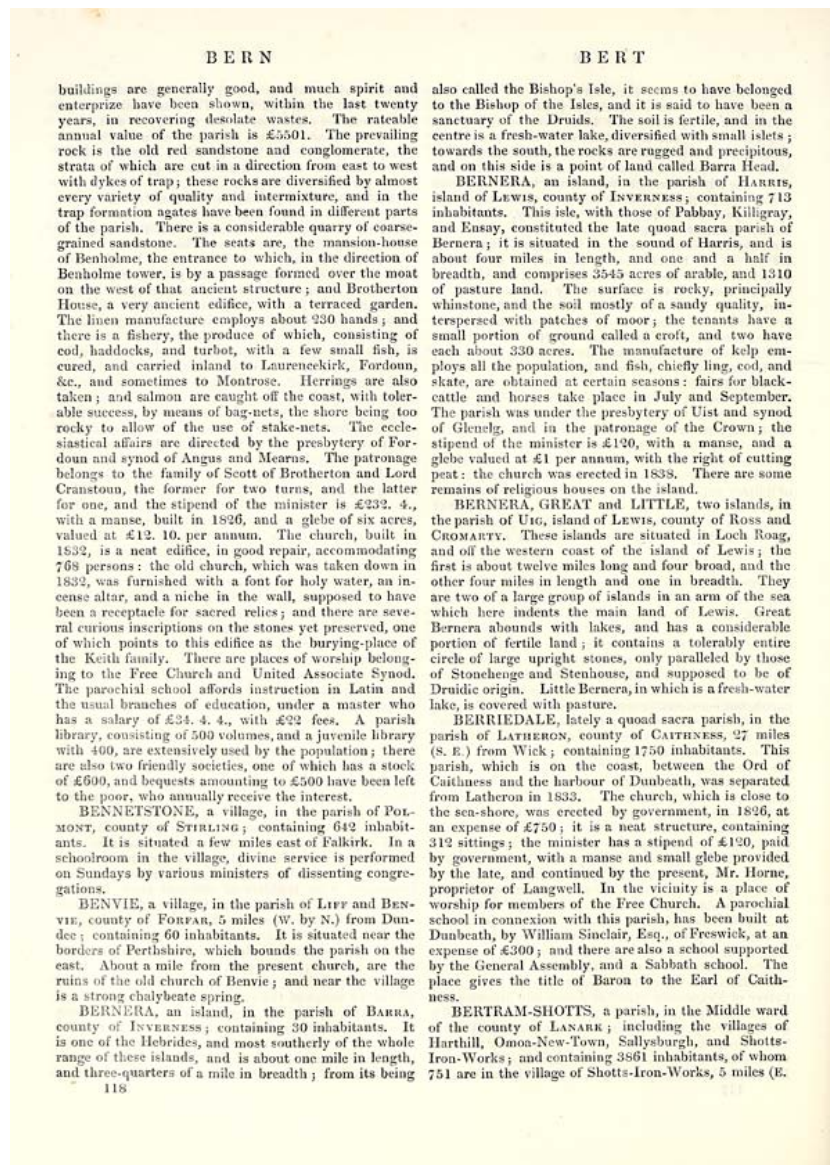 BERN
BERT
buildings are generally good, and much spirit and
enterprize have been shown, within the last twenty
years, in recovering desolate wastes. The rateable
annual value of the parish is £5501. The prevailing
rock is the old red sandstone and conglomerate, the
strata of which are cut in a direction from east to west
with dykes of trap; these rocks are diversified by almost
every variety of quality and intermixture, and in the
trap formation agates have been found in different parts
of the parish. There is a considerable quarry of coarse-
grained sandstone. The seats are, the mansion-house
of Benholme, the entrance to which, in the direction of
Benholme tower, is by a passage formed over the moat
on the west of that ancient structure; and Brotherton
House, a very ancient edifice, with a terraced garden.
The linen manufacture employs about 230 hands; and
there is a fishery, the produce of which, consisting of
cod, haddocks, and turbot, with a few small fish, is
cured, and carried inland to Laurencekirk, Fordoun,
&c., and sometimes to Montrose. Herrings are also
taken; and salmon are caught off the coast, with toler-
able success, by means of bag-nets, the shore being too
rocky to allow of the use of stake-nets. The eccle-
siastical affairs are directed by the presbytery of For-
doun and synod of Angus and Mearns. The patronage
belongs to the family of Scott of Brotherton and Lord
Cranstoun, the former for two turns, and the latter
for one, and the stipend of the minister is £232. 4.,
with a manse, built in 1826, and a glebe of six acres,
valued at £12. 10. per annum. The church, built in
1832, is a neat edifice, in good repair, accommodating
768 persons: the old church, which was taken down in
1832, was furnished with a font for holy water, an in-
cense altar, and a niche in the wall, supposed to have
been a receptacle for sacred relics; and there are seve-
ral curious inscriptions on the stones yet preserved, one
of which points to this edifice as the burying-place of
the Keith family. There are places of worship belong-
ing to the Free Church and United Associate Synod.
The parochial school affords instruction in Latin and
the usual branches of education, under a master who
has a salary of £34. 4. 4., with £22 fees. A parish
library, consisting of 500 volumes, and a juvenile library
with 400, are extensively used by the population; there
are also two friendly societies, one of which has a stock
of £600, and bequests amounting to £500 have been left
to the poor, who annually receive the interest.
BENNETSTONE, a village, in the parish of POL-
MONT, county of STIRLING; containing 642 inhabit-
ants. It is situated a few miles east of Falkirk. In a
schoolroom in the village, divine service is performed
on Sundays by various ministers of dissenting congre-
gations.
BENVIE, a village, in the parish of LIFF and BEN-
VIE, county of FORFAR, 5 miles (W. by N.) from Dun-
dee; containing 60 inhabitants. It is situated near the
borders of Perthshire, which bounds the parish on the
east. About a mile from the present church, are the
ruins of the old church of Benvie; and near the village
is a strong chalybeate spring.
BERNERA, an island, in the parish of BARRA,
county of INVERNESS; containing 30 inhabitants. It
is one of the Hebrides, and most southerly of the whole
range of these islands, and is about one mile in length,
and three-quarters of a mile in breadth; from its being
118
also called the Bishop's Isle, it seems to have belonged
to the Bishop of the Isles, and it is said to have been a
sanctuary of the Druids. The soil is fertile, and in the
centre is a fresh-water lake, diversified with small islets;
towards the south, the rocks are rugged and precipitous,
and on this side is a point of land called Barra Head.
BERNERA, an island, in the parish of HARRIS,
island of LEWIS, county of INVERNESS; containing 713
inhabitants. This isle, with those of Pabbay, Killigray,
and Ensay, constituted the late quoad sacra parish of
Bernera; it is situated in the sound of Harris, and is
about four miles in length, and one and a half in
breadth, and comprises 3545 acres of arable, and 1310
of pasture land. The surface is rocky, principally
whinstone, and the soil mostly of a sandy quality, in-
terspersed with patches of moor; the tenants have a
small portion of ground called a croft, and two have
each about 330 acres. The manufacture of kelp em-
ploys all the population, and fish, chiefly ling, cod, and
skate, are obtained at certain seasons: fairs for black-
cattle and horses take place in July and September.
The parish was under the presbytery of Uist and synod
of Glenelg, and in the patronage of the Crown; the
stipend of the minister is £120, with a manse, and a
glebe valued at £1 per annum, with the right of cutting
peat: the church was erected in 1838. There are some
remains of religious houses on the island.
BERNERA, GREAT and LITTLE, two islands, in
the parish of UIG, island of LEWIS, county of ROSS and
CROMARTY. These islands are situated in Loch Roag,
and off the western coast of the island of Lewis; the
first is about twelve miles long and four broad, and the
other four miles in length and one in breadth. They
are two of a large group of islands in an arm of the sea
which here indents the main land of Lewis. Great
Bernera abounds with lakes, and has a considerable
portion of fertile land; it contains a tolerably entire
circle of large upright stones, only paralleled by those
of Stonehenge and Stenhouse, and supposed to be of
Druidic origin. Little Bernera, in which is a fresh-water
lake, is covered with pasture.
BERRIEDALE, lately a quoad sacra parish, in the
parish of LATHERON, county of CAITHNESS, 27 miles
(S. E.) from Wick; containing 1750 inhabitants. This
parish, which is on the coast, between the Ord of
Caithness and the harbour of Dunbeath, was separated
from Latheron in 1833. The church, which is close to
the sea-shore, was erected by government, in 1826, at
an expense of £750; it is a neat structure, containing
312 sittings; the minister has a stipend of £120, paid
by government, with a manse and small glebe provided
by the late, and continued by the present, Mr. Horne,
proprietor of Langwell. In the vicinity is a place of
worship for members of the Free Church. A parochial
school in connexion with this parish, has been built at
Dunbeath, by William Sinclair, Esq., of Freswick, at an
expense of £300; and there are also a school supported
by the General Assembly, and a Sabbath school. The
place gives the title of Baron to the Earl of Caith-
ness.
BERTRAM-SHOTTS, a parish, in the Middle ward
of the county of LANARK; including the villages of
Harthill, Omoa-New-Town, Sallysburgh, and Shotts-
Iron-Works; and containing 3861 inhabitants, of whom
751 are in the village of Shotts-Iron-Works, 5 miles (E.